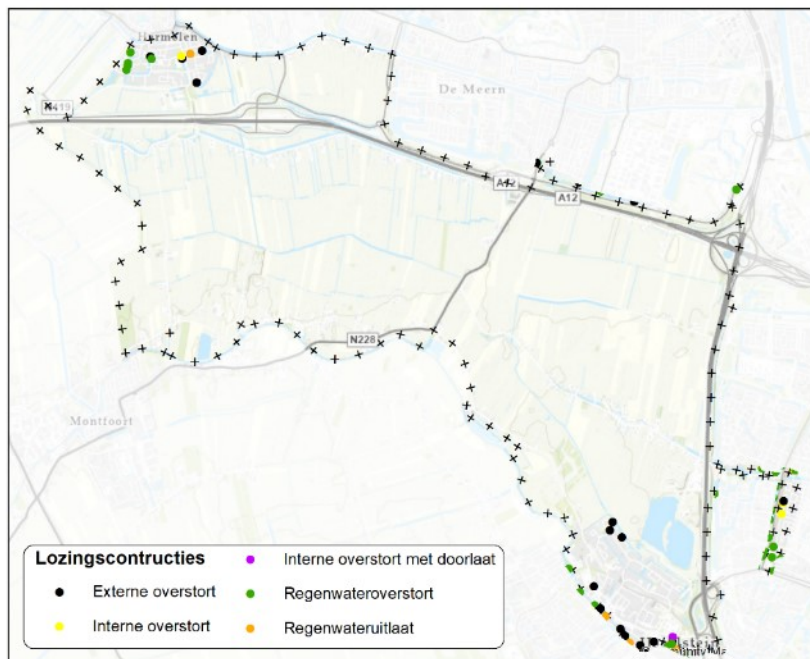 Harmelen
De Meern
N419
A12
A12
N228
Montfoort
Lozingscontructies
Externe overstort
Interne overstort
Interne overstort met doorlaat
Regenwateroverstort
Regenwateruitlaat